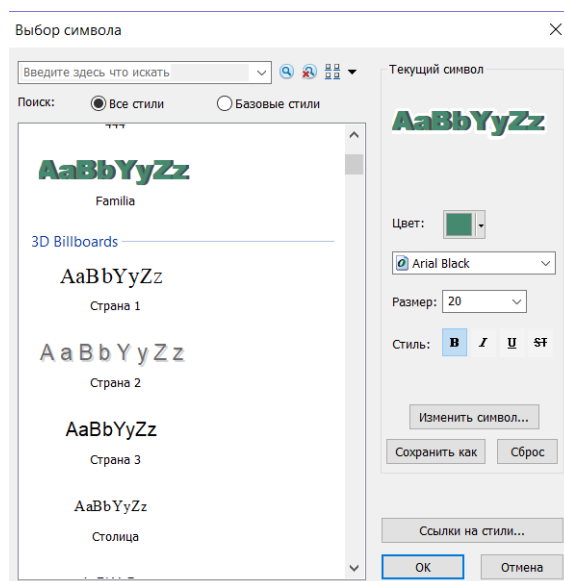 Выбор символа
Введите здесь что искать
Поиск:
Все стили
Базовые стили
444
AaBbYyZz
Familia
3D Billboards
AaBbYyZz
Страна 1
AaBbYyZz
Страна 2
AaBbYyZz
Страна 3
AaBbYyZz
Столица
Текущий символ
AaBbYyZz
Цвет:
Arial Black
Размер: 20
Стиль: B I U ST
Изменить символ...
Сохранить как
Сброс
Ссылки на стили...
OK
Отмена